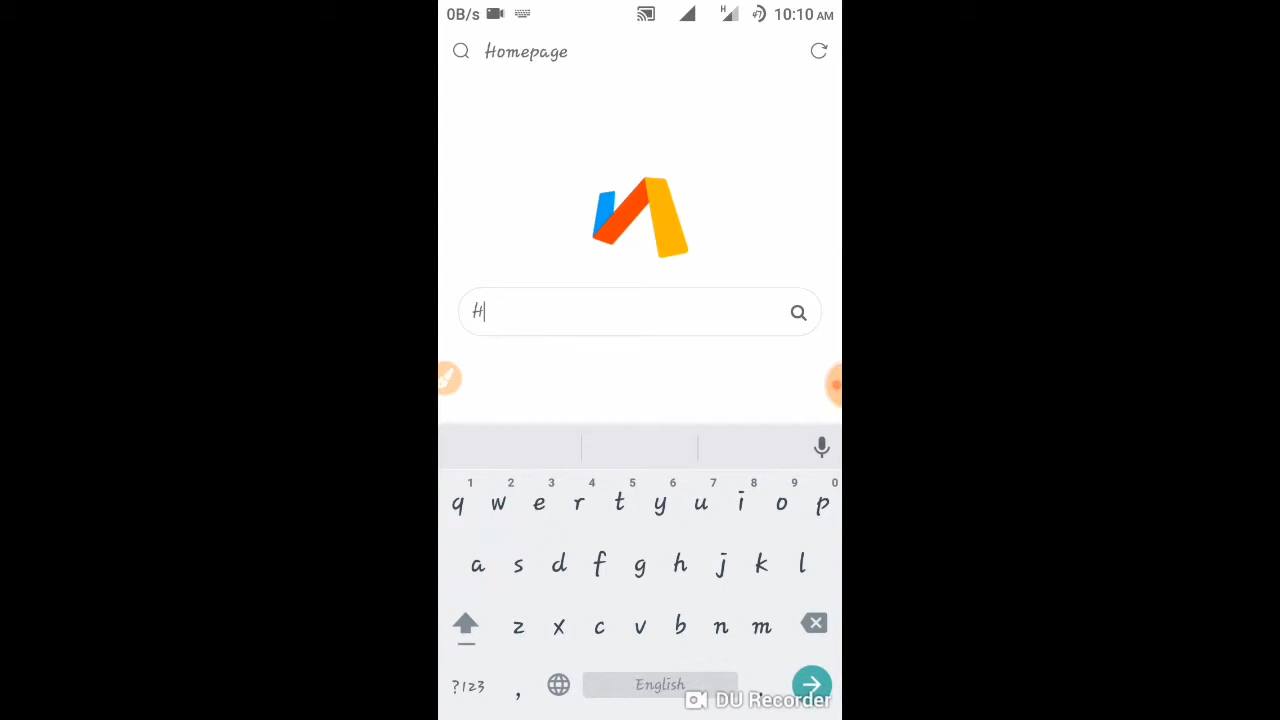 0B/s H 10:10 AM
Homepage
H
1 2 3 4 5 6 7 8 9 0
q w e r t y u i o p
a s d f g h j k l
z x c v b n m
?123 , English .
DU Recorder